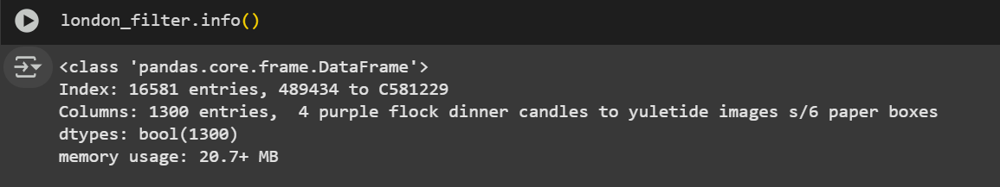 london_filter.info()
<class 'pandas.core.frame.DataFrame'>
Index: 16581 entries, 489434 to C581229
Columns: 1300 entries,  4 purple flock dinner candles to yuletide images s/6 paper boxes
dtypes: bool(1300)
memory usage: 20.7+ MB